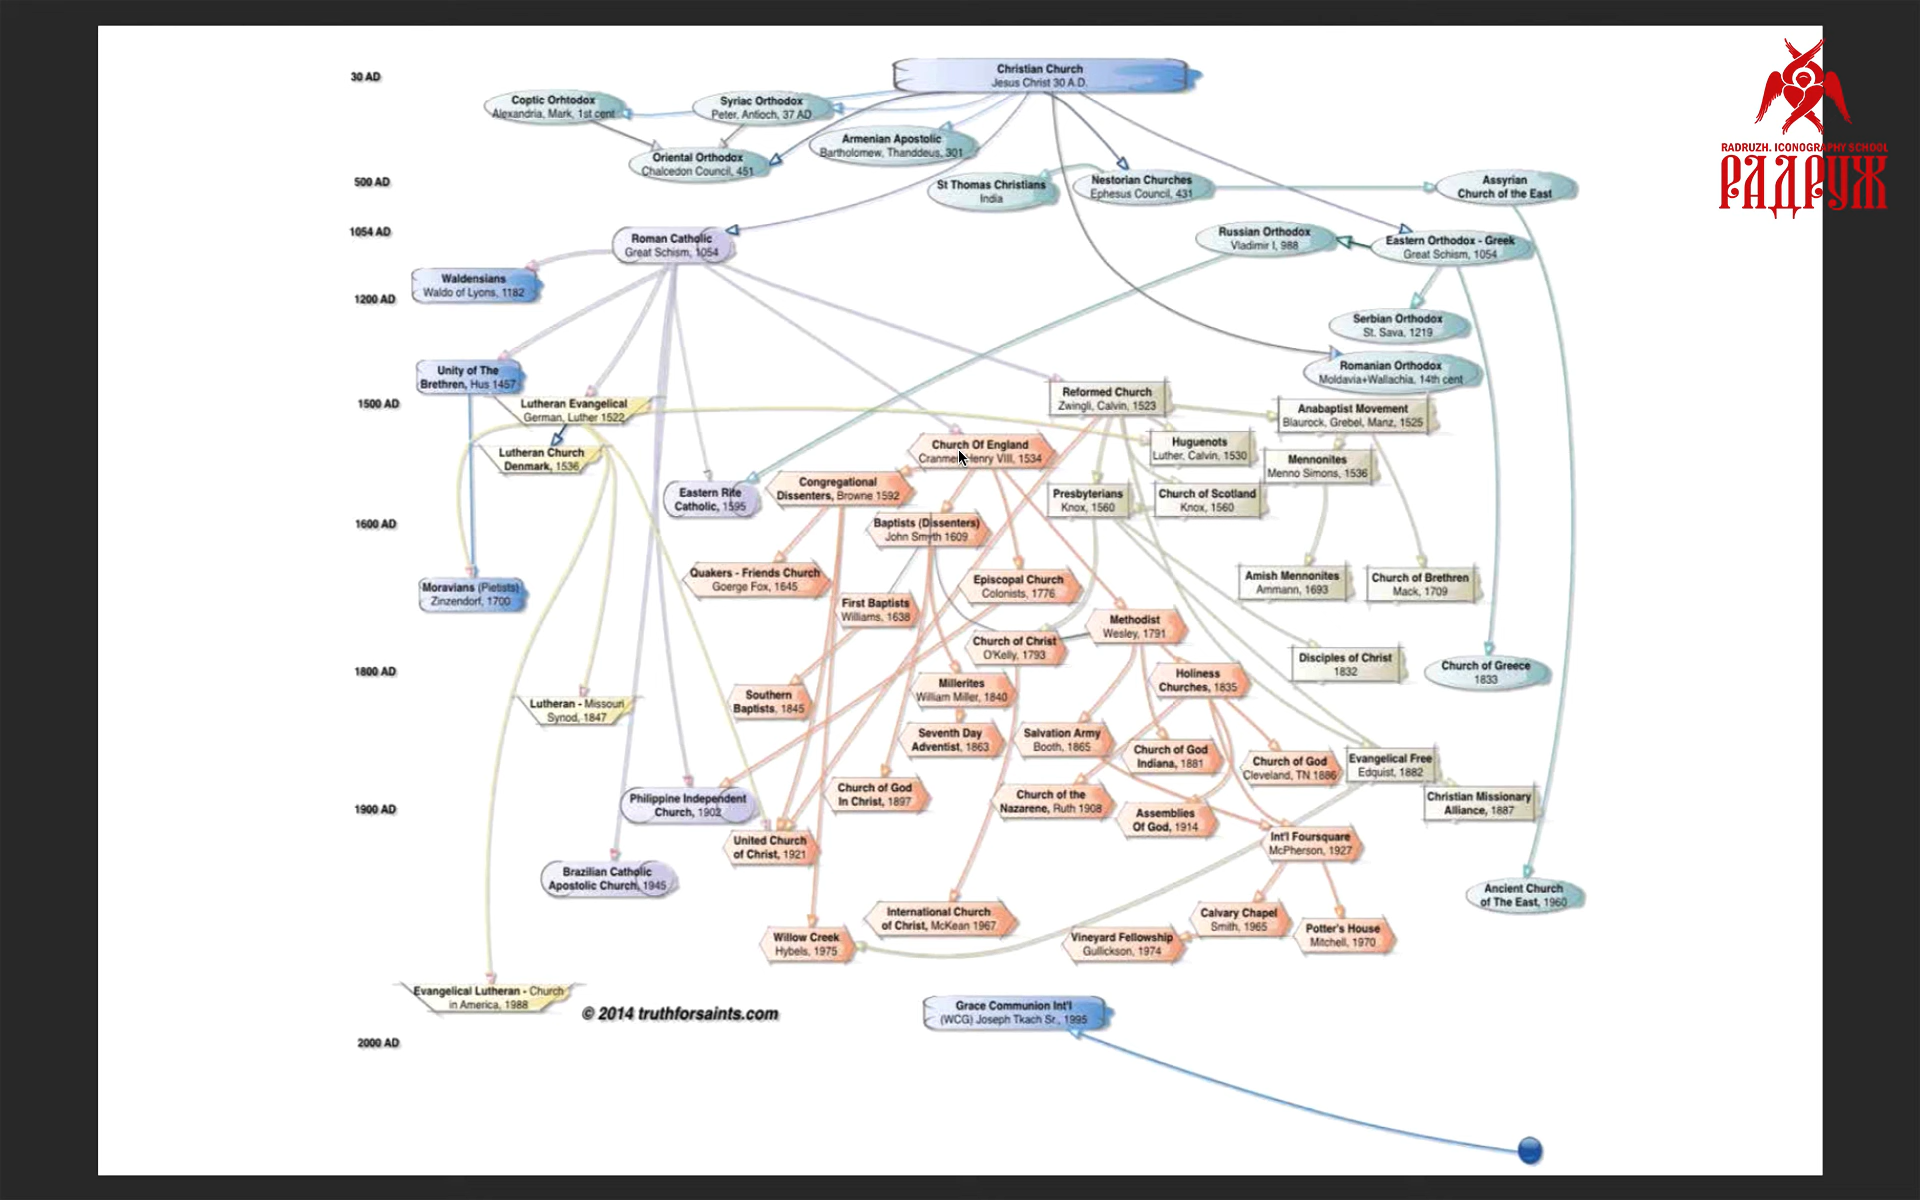 30 AD
Christian Church
Jesus Christ 30 A.D.
Coptic Orhtodox
Alexandria, Mark, 1st cent
Syriac Orthodox
Peter, Antioch, 37 AD
Armenian Apostolic
Bartholomew, Thanddeus, 301
Oriental Orthodox
Chalcedon Council, 451
RADRUZH. ICONOGRAPHY SCHOOL
РАДРУЖ
500 AD
St Thomas Christians
India
Nestorian Churches
Ephesus Council, 431
Assyrian
Church of the East
1054 AD
Roman Catholic
Great Schism, 1054
Russian Orthodox
Vladimir I, 988
Eastern Orthodox - Greek
Great Schism, 1054
Waldensians
Waldo of Lyons, 1182
1200 AD
Serbian Orthodox
St. Sava, 1219
Romanian Orthodox
Moldavia+Wallachia, 14th cent
Unity of The
Brethren, Hus 1457
1500 AD
Lutheran Evangelical
German, Luther 1522
Reformed Church
Zwingli, Calvin, 1523
Anabaptist Movement
Blaurock, Grebel, Manz, 1525
Lutheran Church
Denmark, 1536
Church Of England
Cranmer, Henry VIII, 1534
Huguenots
Luther, Calvin, 1530
Mennonites
Menno Simons, 1536
Eastern Rite
Catholic, 1595
Congregational
Dissenters, Browne 1592
Presbyterians
Knox, 1560
Church of Scotland
Knox, 1560
1600 AD
Baptists (Dissenters)
John Smyth 1609
Quakers - Friends Church
Goerge Fox, 1645
Episcopal Church
Colonists, 1776
Amish Mennonites
Ammann, 1693
Church of Brethren
Mack, 1709
Moravians (Pietists)
Zinzendorf, 1700
First Baptists
Williams, 1638
Methodist
Wesley, 1791
Church of Christ
O'Kelly, 1793
1800 AD
Disciples of Christ
1832
Church of Greece
1833
Holiness
Churches, 1835
Millerites
William Miller, 1840
Southern
Baptists. 1845
Lutheran - Missouri
Synod, 1847
Seventh Day
Adventist, 1863
Salvation Army
Booth, 1865
Church of God
Indiana, 1881
Church of God
Cleveland, TN 1886
Evangelical Free
Edquist, 1882
Christian Missionary
Alliance, 1887
Church of God
In Christ, 1897
Church of the
Nazarene, Ruth 1908
Assemblies
Of God, 1914
1900 AD
Philippine Independent
Church, 1902
United Church
of Christ, 1921
Int'l Foursquare
McPherson, 1927
Brazilian Catholic
Apostolic Church, 1945
Ancient Church
of The East, 1960
International Church
of Christ, McKean 1967
Calvary Chapel
Smith, 1965
Potter's House
Mitchell, 1970
Willow Creek
Hybels, 1975
Vineyard Fellowship
Gullickson, 1974
Evangelical Lutheran - Church
in America, 1988
© 2014 truthforsaints.com
Grace Communion Int'l
(WCG) Joseph Tkach Sr., 1995
2000 AD